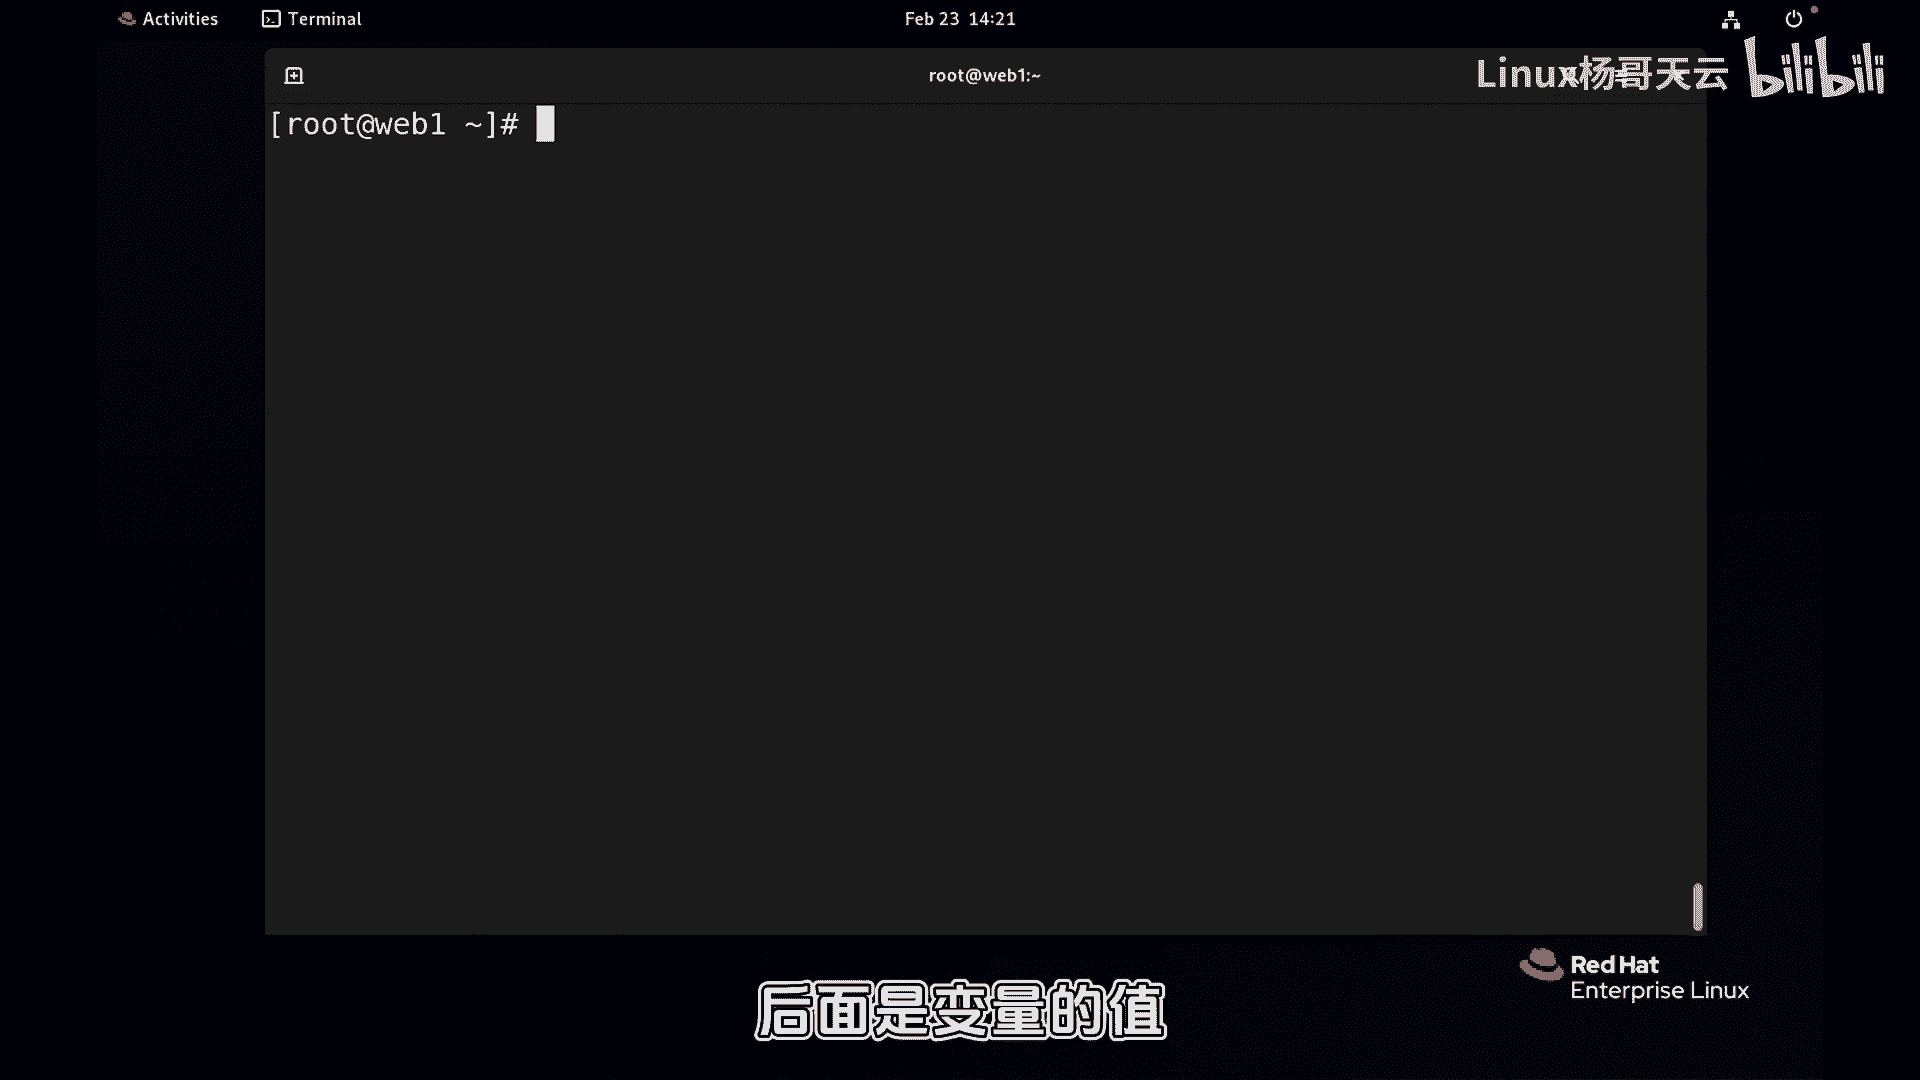 Activities Terminal Feb 23 14:21
root@web1:~
Linux杨哥天云 bilibili
[root@web1 ~]#
Red Hat
Enterprise Linux
后面是变量的值